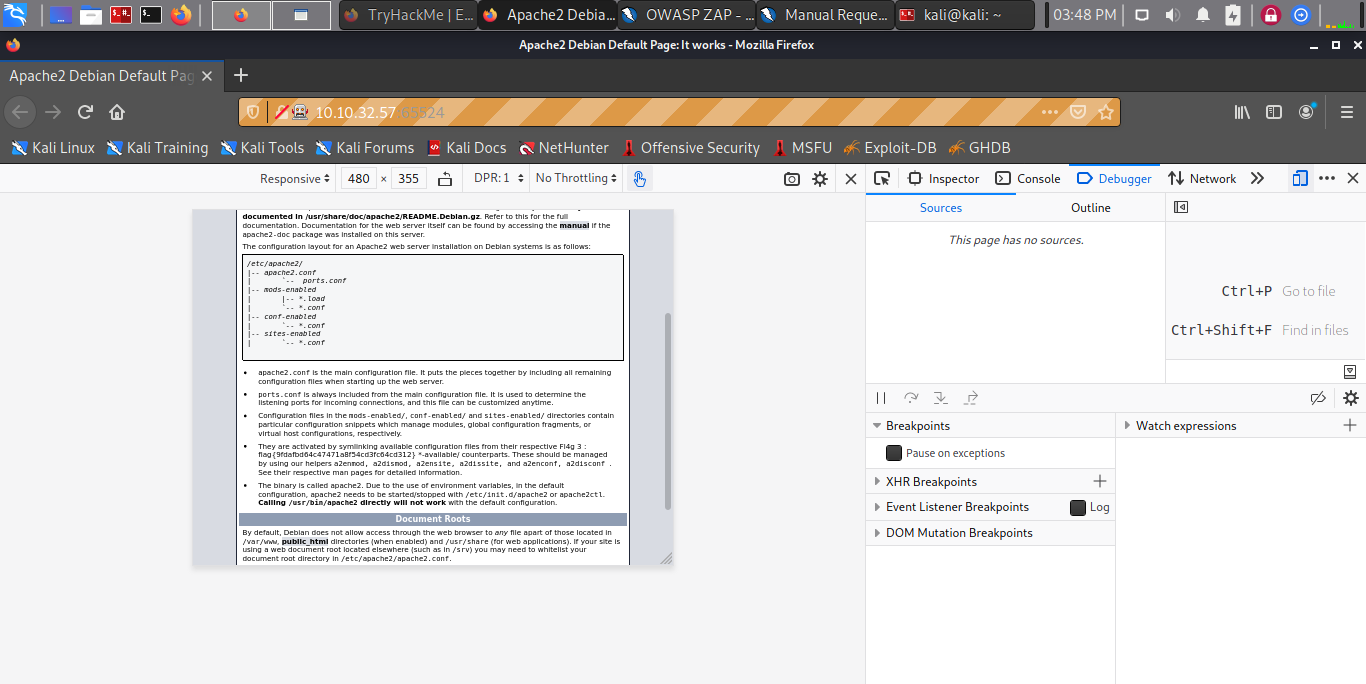 TryHackMe | E…
Apache2 Debia…
OWASP ZAP - …
Manual Reque…
kali@kali: ~
03:48 PM
Apache2 Debian Default Page: It works - Mozilla Firefox
Apache2 Debian Default Pag
10.10.32.57:65524
Kali Linux
Kali Training
Kali Tools
Kali Forums
Kali Docs
NetHunter
Offensive Security
MSFU
Exploit-DB
GHDB
Responsive
480 × 355
DPR: 1
No Throttling
documented in /usr/share/doc/apache2/README.Debian.gz. Refer to this for the full
documentation. Documentation for the web server itself can be found by accessing the manual if the
apache2-doc package was installed on this server.
The configuration layout for an Apache2 web server installation on Debian systems is as follows:
/etc/apache2/
|-- apache2.conf
|       `--  ports.conf
|-- mods-enabled
|       |-- *.load
|       `-- *.conf
|-- conf-enabled
|       `-- *.conf
|-- sites-enabled
|       `-- *.conf
• apache2.conf is the main configuration file. It puts the pieces together by including all remaining
configuration files when starting up the web server.
• ports.conf is always included from the main configuration file. It is used to determine the
listening ports for incoming connections, and this file can be customized anytime.
• Configuration files in the mods-enabled/, conf-enabled/ and sites-enabled/ directories contain
particular configuration snippets which manage modules, global configuration fragments, or
virtual host configurations, respectively.
• They are activated by symlinking available configuration files from their respective Fl4g 3 :
flag{9fdafbd64c47471a8f54cd3fc64cd312} *-available/ counterparts. These should be managed
by using our helpers a2enmod, a2dismod, a2ensite, a2dissite, and a2enconf, a2disconf .
See their respective man pages for detailed information.
• The binary is called apache2. Due to the use of environment variables, in the default
configuration, apache2 needs to be started/stopped with /etc/init.d/apache2 or apache2ctl.
Calling /usr/bin/apache2 directly will not work with the default configuration.
Document Roots
By default, Debian does not allow access through the web browser to any file apart of those located in
/var/www, public_html directories (when enabled) and /usr/share (for web applications). If your site is
using a web document root located elsewhere (such as in /srv) you may need to whitelist your
document root directory in /etc/apache2/apache2.conf.
Inspector
Console
Debugger
Network
Sources
Outline
This page has no sources.
Ctrl+P Go to file
Ctrl+Shift+F Find in files
Breakpoints
Pause on exceptions
XHR Breakpoints
Event Listener Breakpoints
Log
DOM Mutation Breakpoints
Watch expressions